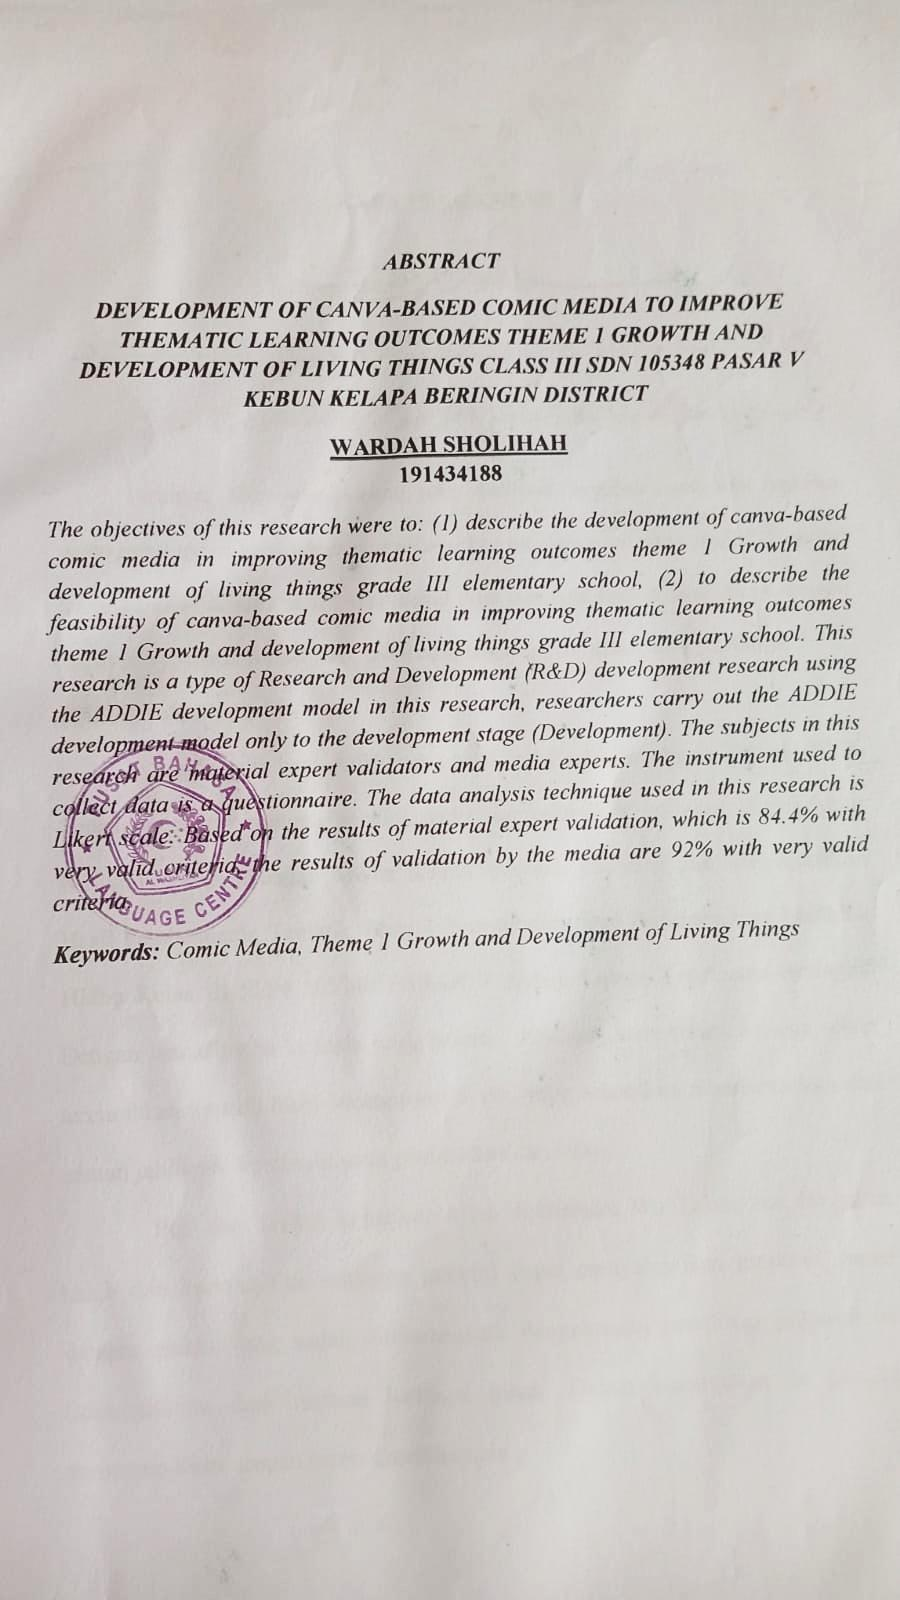 ABSTRACT
DEVELOPMENT OF CANVA-BASED COMIC MEDIA TO IMPROVE
THEMATIC LEARNING OUTCOMES THEME 1 GROWTH AND
DEVELOPMENT OF LIVING THINGS CLASS III SDN 105348 PASAR V
KEBUN KELAPA BERINGIN DISTRICT
WARDAH SHOLIHAH
191434188
The objectives of this research were to: (1) describe the development of canva-based
comic media in improving thematic learning outcomes theme 1 Growth and
development of living things grade III elementary school, (2) to describe the
feasibility of canva-based comic media in improving thematic learning outcomes
theme 1 Growth and development of living things grade III elementary school. This
research is a type of Research and Development (R&D) development research using
the ADDIE development model in this research, researchers carry out the ADDIE
development model only to the development stage (Development). The subjects in this
research are material expert validators and media experts. The instrument used to
collect data is a questionnaire. The data analysis technique used in this research is
Likert scale. Based on the results of material expert validation, which is 84.4% with
very valid criteria, the results of validation by the media are 92% with very valid
criteria.
PUSAT BAHASA
LANGUAGE CENTRE
Keywords: Comic Media, Theme 1 Growth and Development of Living Things